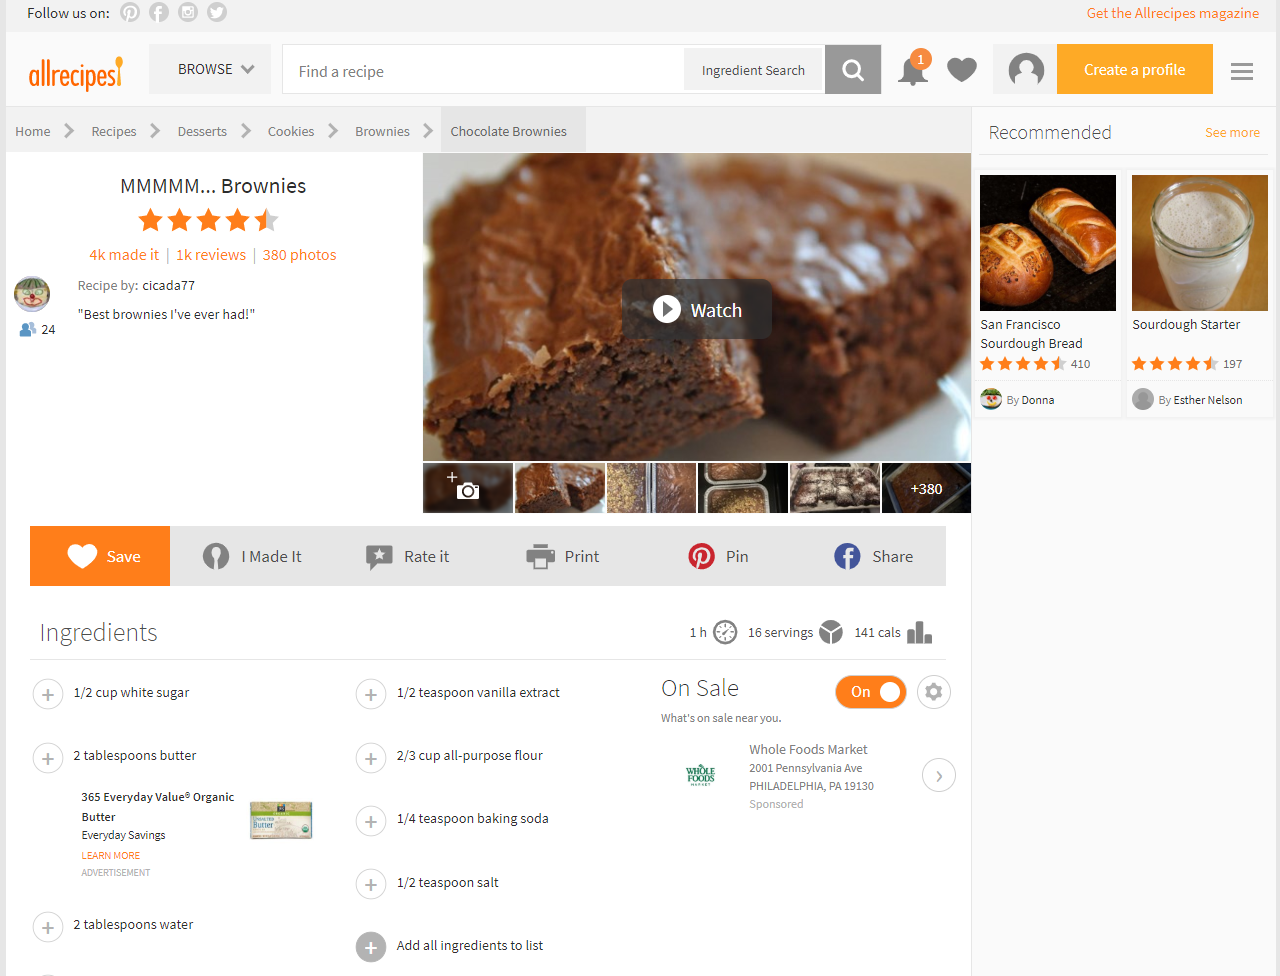 Follow us on:
Get the Allrecipes magazine
allrecipes
BROWSE
Find a recipe
Ingredient Search
1
Create a profile
Home
Recipes
Desserts
Cookies
Brownies
Chocolate Brownies
Recommended
See more
MMMMM... Brownies
4k made it | 1k reviews | 380 photos
Recipe by: cicada77
"Best brownies I've ever had!"
24
Watch
+380
San Francisco
Sourdough Bread
410
By Donna
Sourdough Starter
197
By Esther Nelson
Save
I Made It
Rate it
Print
Pin
Share
Ingredients
1 h
16 servings
141 cals
1/2 cup white sugar
2 tablespoons butter
365 Everyday Value® Organic
Butter
Everyday Savings
LEARN MORE
ADVERTISEMENT
Butter
2 tablespoons water
1/2 teaspoon vanilla extract
2/3 cup all-purpose flour
1/4 teaspoon baking soda
1/2 teaspoon salt
Add all ingredients to list
On Sale
On
What's on sale near you.
WHOLE
FOODS
MARKET
Whole Foods Market
2001 Pennsylvania Ave
PHILADELPHIA, PA 19130
Sponsored